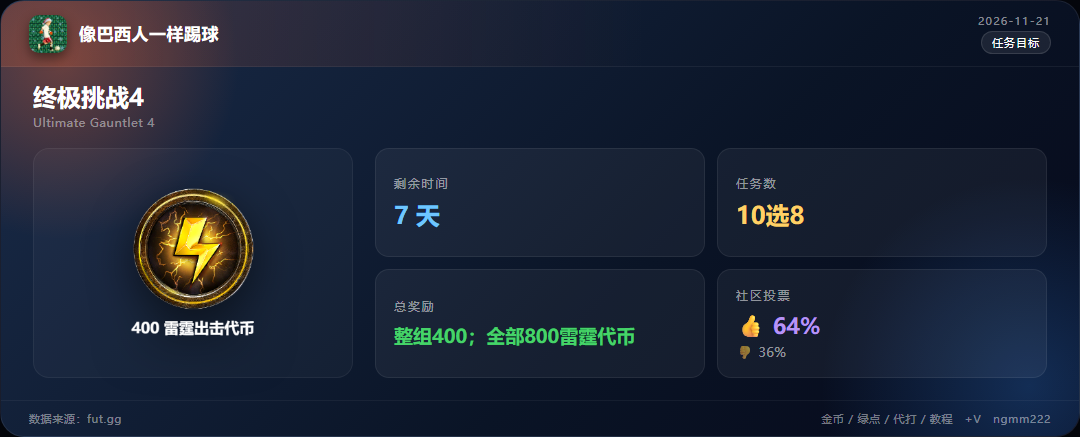 像巴西人一样踢球
2026-11-21
任务目标
终极挑战4
Ultimate Gauntlet 4
400 雷霆出击代币
剩余时间
7 天
任务数
10选8
总奖励
整组400；全部800雷霆代币
社区投票
👍 64%
👎 36%
数据来源：fut.gg
金币 / 绿点 / 代打 / 教程 +V ngmm222